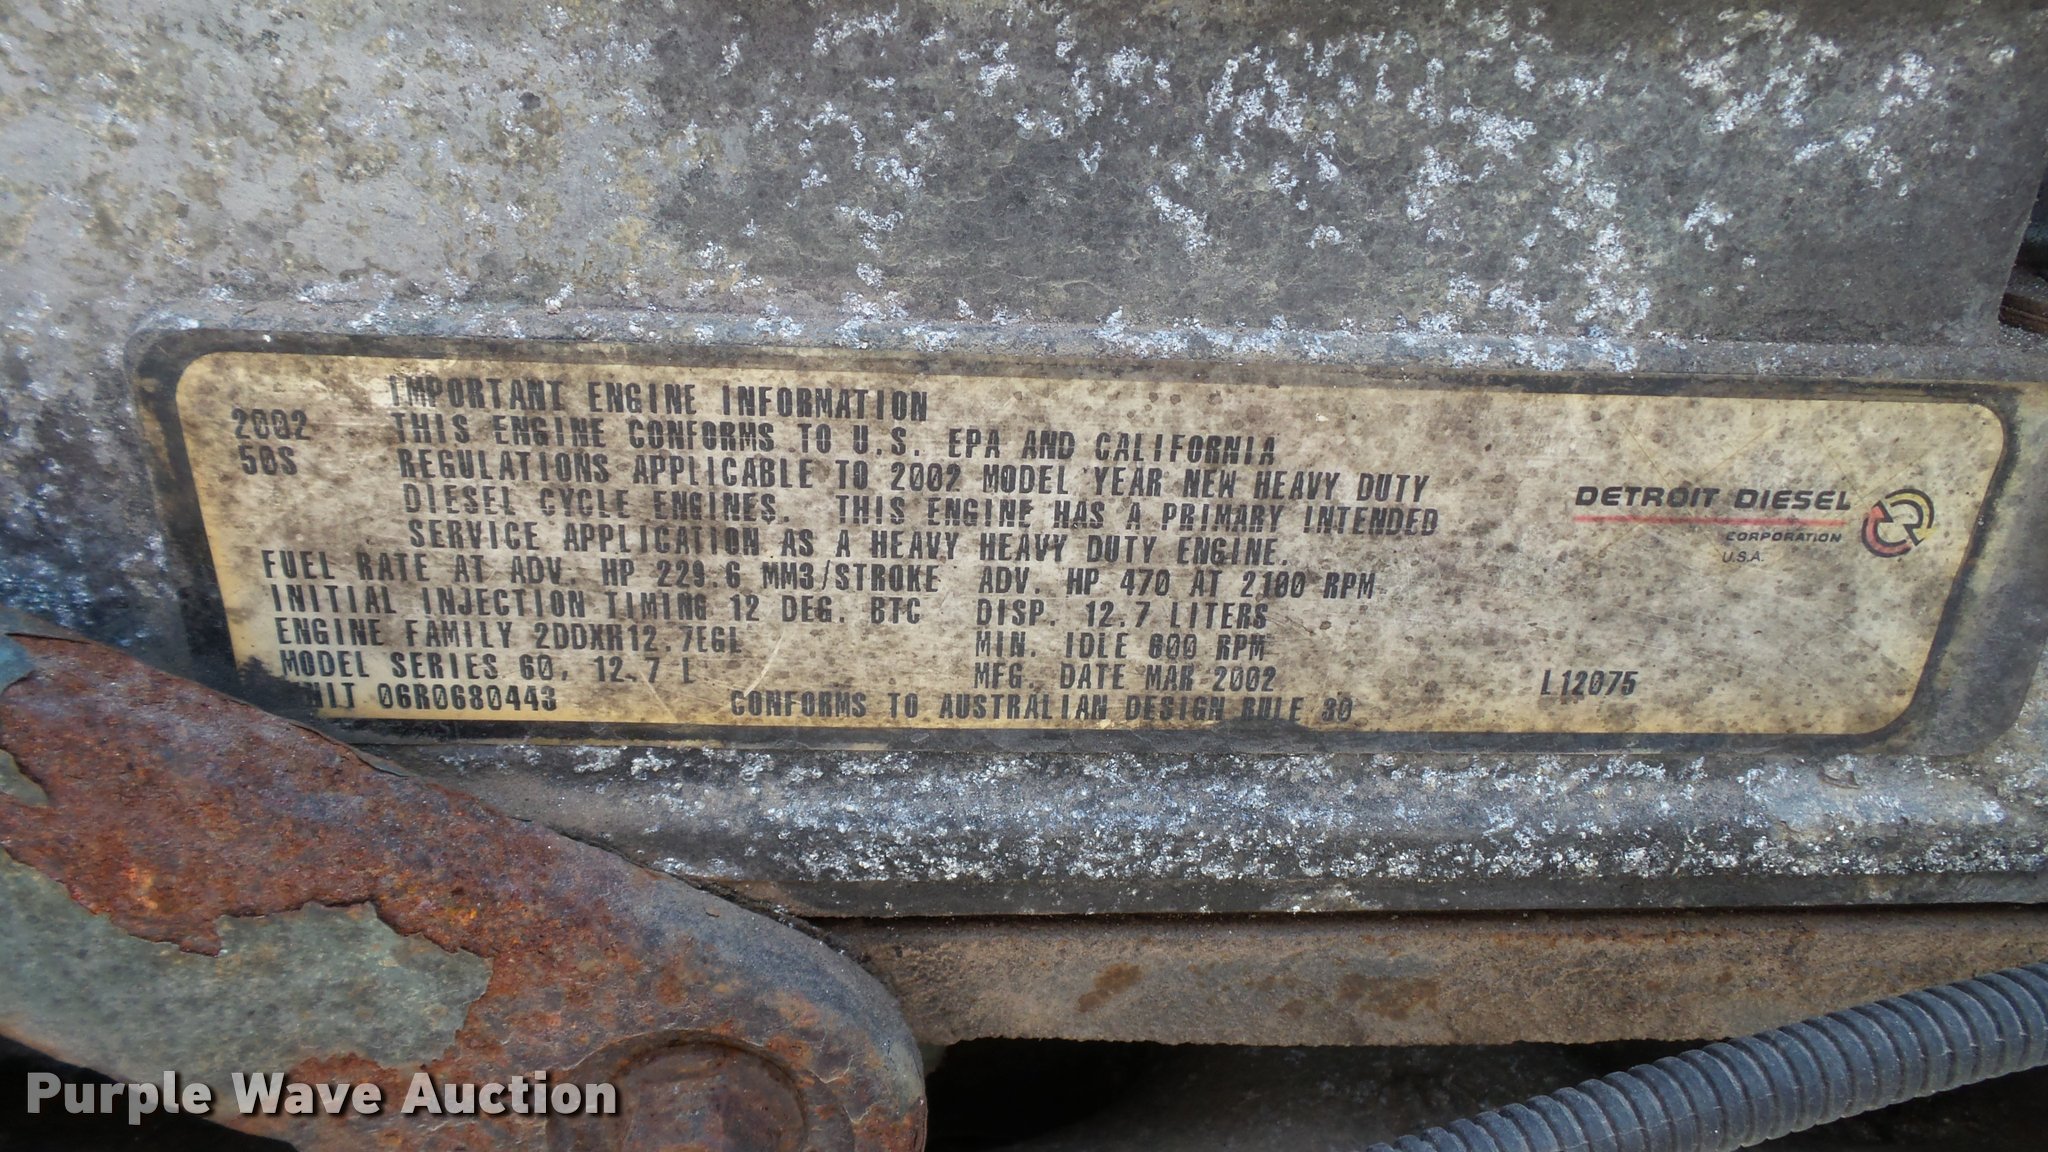 IMPORTANT ENGINE INFORMATION
2002 THIS ENGINE CONFORMS TO U.S. EPA AND CALIFORNIA
50S REGULATIONS APPLICABLE TO 2002 MODEL YEAR NEW HEAVY DUTY
DIESEL CYCLE ENGINES. THIS ENGINE HAS A PRIMARY INTENDED
SERVICE APPLICATION AS A HEAVY HEAVY DUTY ENGINE.
FUEL RATE AT ADV. HP 229.6 MM3/STROKE ADV. HP 470 AT 2100 RPM
INITIAL INJECTION TIMING 12 DEG. BTC DISP. 12.7 LITERS
ENGINE FAMILY 2DDXH12.7EGL MIN. IDLE 600 RPM
MODEL SERIES 60, 12.7 L MFG. DATE MAR 2002
UNIT 06R0680443 CONFORMS TO AUSTRALIAN DESIGN RULE 30
L12075
DETROIT DIESEL
CORPORATION
U.S.A.
Purple Wave Auction